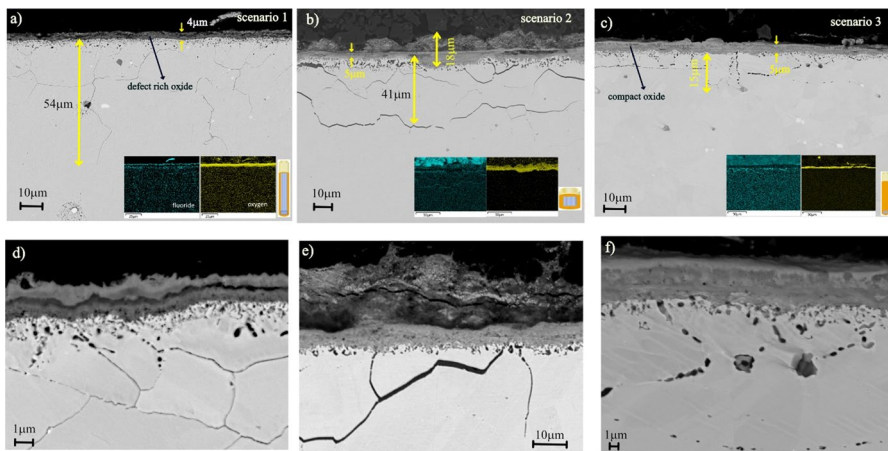 a)
4μm
scenario 1
54μm
defect rich oxide
10μm
fluoride
oxygen
b)
scenario 2
5μm
18μm
41μm
10μm
c)
scenario 3
15μm
5μm
compact oxide
10μm
d)
1μm
e)
10μm
f)
1μm